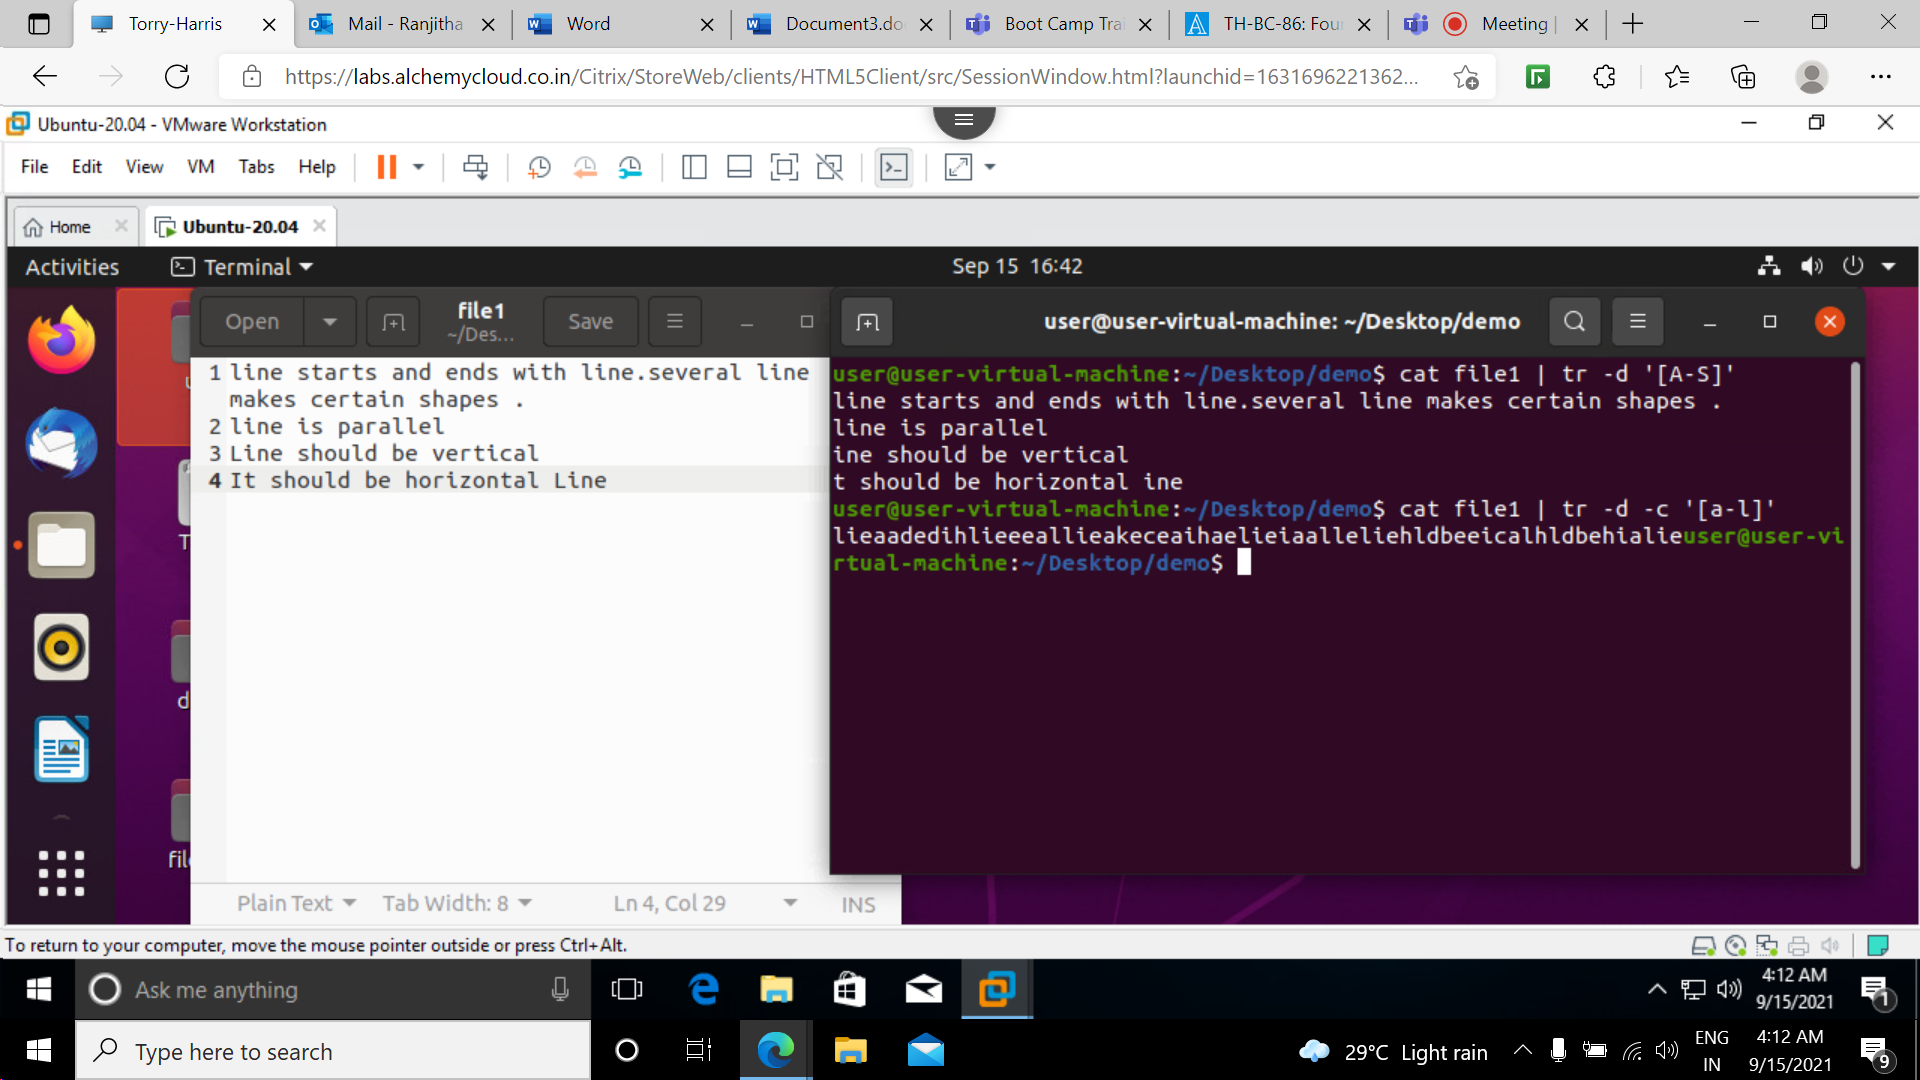 Torry-Harris
Mail - Ranjitha
Word
Document3.do
Boot Camp Trai
TH-BC-86: Four
Meeting |
https://labs.alchemycloud.co.in/Citrix/StoreWeb/clients/HTML5Client/src/SessionWindow.html?launchid=1631696221362...
Ubuntu-20.04 - VMware Workstation
File Edit View VM Tabs Help
Home
Ubuntu-20.04
Activities
Terminal
Sep 15 16:42
Open
file1
~/Des...
Save
1 line starts and ends with line.several line
makes certain shapes .
2 line is parallel
3 Line should be vertical
4 It should be horizontal Line
Plain Text
Tab Width: 8
Ln 4, Col 29
INS
user@user-virtual-machine: ~/Desktop/demo
user@user-virtual-machine:~/Desktop/demo$ cat file1 | tr -d '[A-S]'
line starts and ends with line.several line makes certain shapes .
line is parallel
ine should be vertical
t should be horizontal ine
user@user-virtual-machine:~/Desktop/demo$ cat file1 | tr -d -c '[a-l]'
lieaadedihlieeeallieakeceaihaelieiaalleliehldbeeicalhldbehialieuser@user-vi
rtual-machine:~/Desktop/demo$
To return to your computer, move the mouse pointer outside or press Ctrl+Alt.
Ask me anything
4:12 AM
9/15/2021
1
Type here to search
29°C Light rain
ENG
IN
4:12 AM
9/15/2021
9